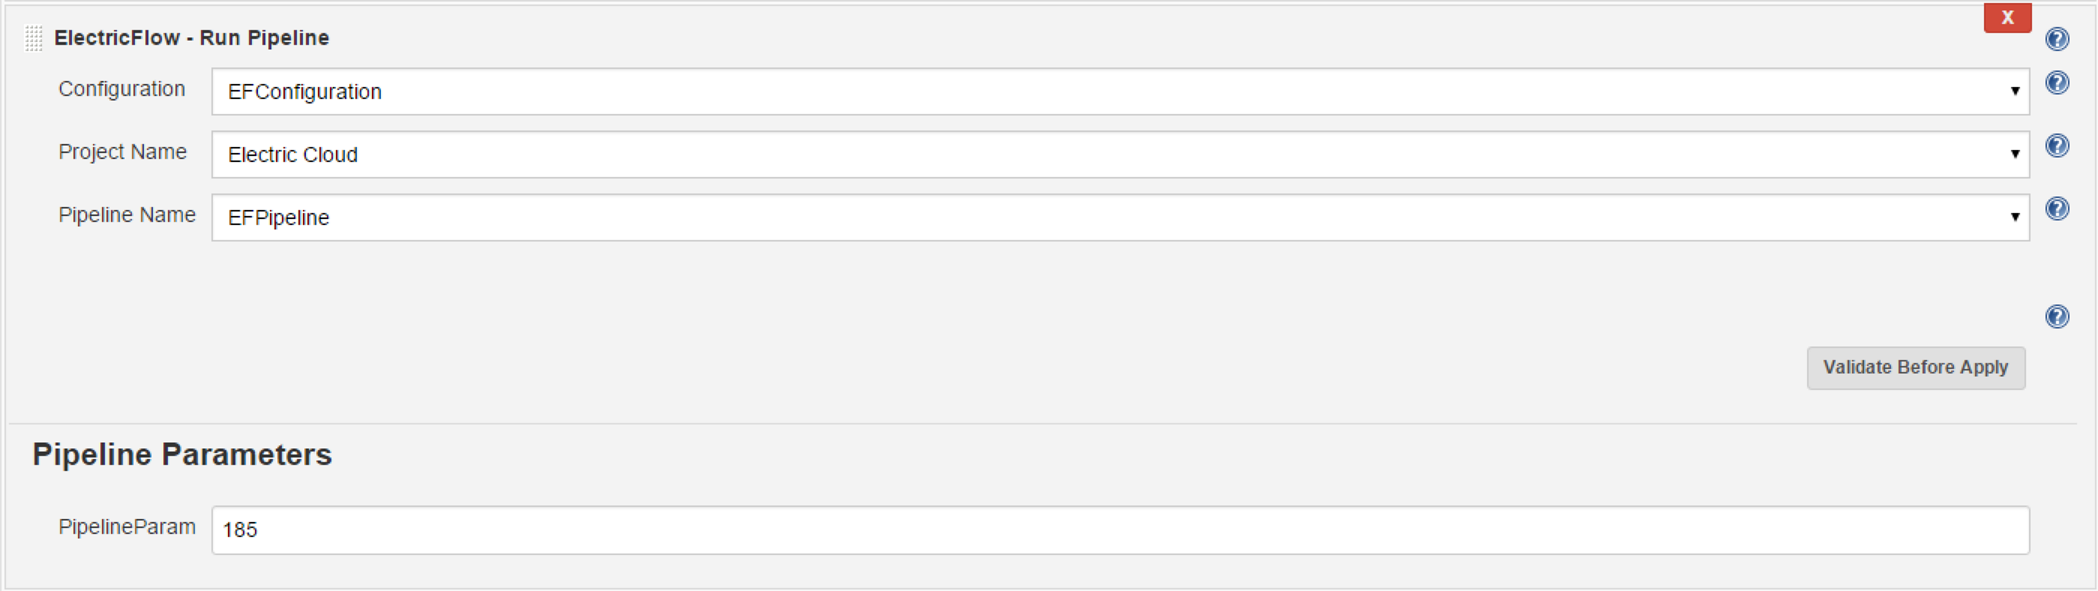 X
ElectricFlow - Run Pipeline
Configuration EFConfiguration
Project Name Electric Cloud
Pipeline Name EFPipeline
Validate Before Apply
Pipeline Parameters
PipelineParam 185